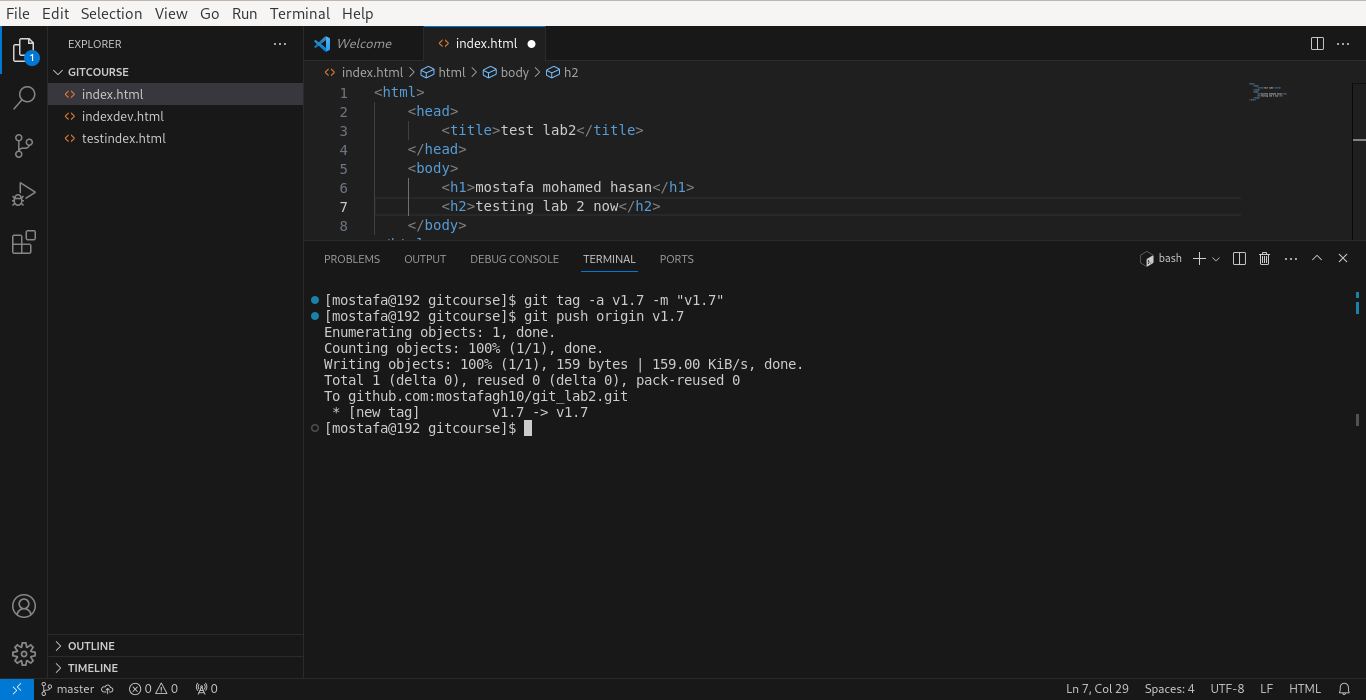 File Edit Selection View Go Run Terminal Help
EXPLORER
Welcome
index.html
1
GITCOURSE
index.html
indexdev.html
testindex.html
index.html > html > body > h2
1 <html>
2 <head>
3 <title>test lab2</title>
4 </head>
5 <body>
6 <h1>mostafa mohamed hasan</h1>
7 <h2>testing lab 2 now</h2>
8 </body>
PROBLEMS OUTPUT DEBUG CONSOLE TERMINAL PORTS
bash
[mostafa@192 gitcourse]$ git tag -a v1.7 -m "v1.7"
[mostafa@192 gitcourse]$ git push origin v1.7
Enumerating objects: 1, done.
Counting objects: 100% (1/1), done.
Writing objects: 100% (1/1), 159 bytes | 159.00 KiB/s, done.
Total 1 (delta 0), reused 0 (delta 0), pack-reused 0
To github.com:mostafagh10/git_lab2.git
* [new tag] v1.7 -> v1.7
[mostafa@192 gitcourse]$
OUTLINE
TIMELINE
master 0 0 0
Ln 7, Col 29 Spaces: 4 UTF-8 LF HTML